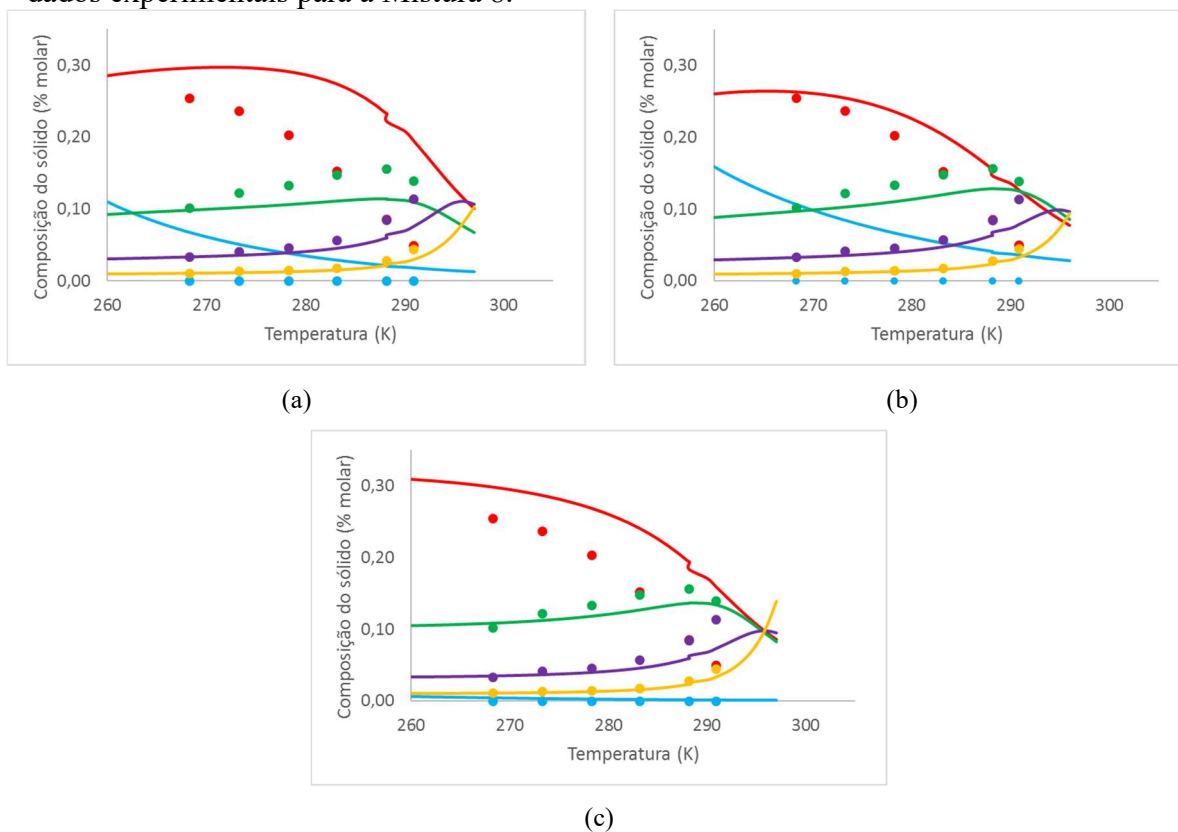 dados experimentais para a Mistura 8.
Composição do sólido (% molar)
0,30
0,20
0,10
0,00
260
270
280
290
300
Temperatura (K)
(a)
Composição do sólido (% molar)
0,30
0,20
0,10
0,00
260
270
280
290
300
Temperatura (K)
(b)
Composição do sólido (% molar)
0,30
0,20
0,10
0,00
260
270
280
290
300
Temperatura (K)
(c)